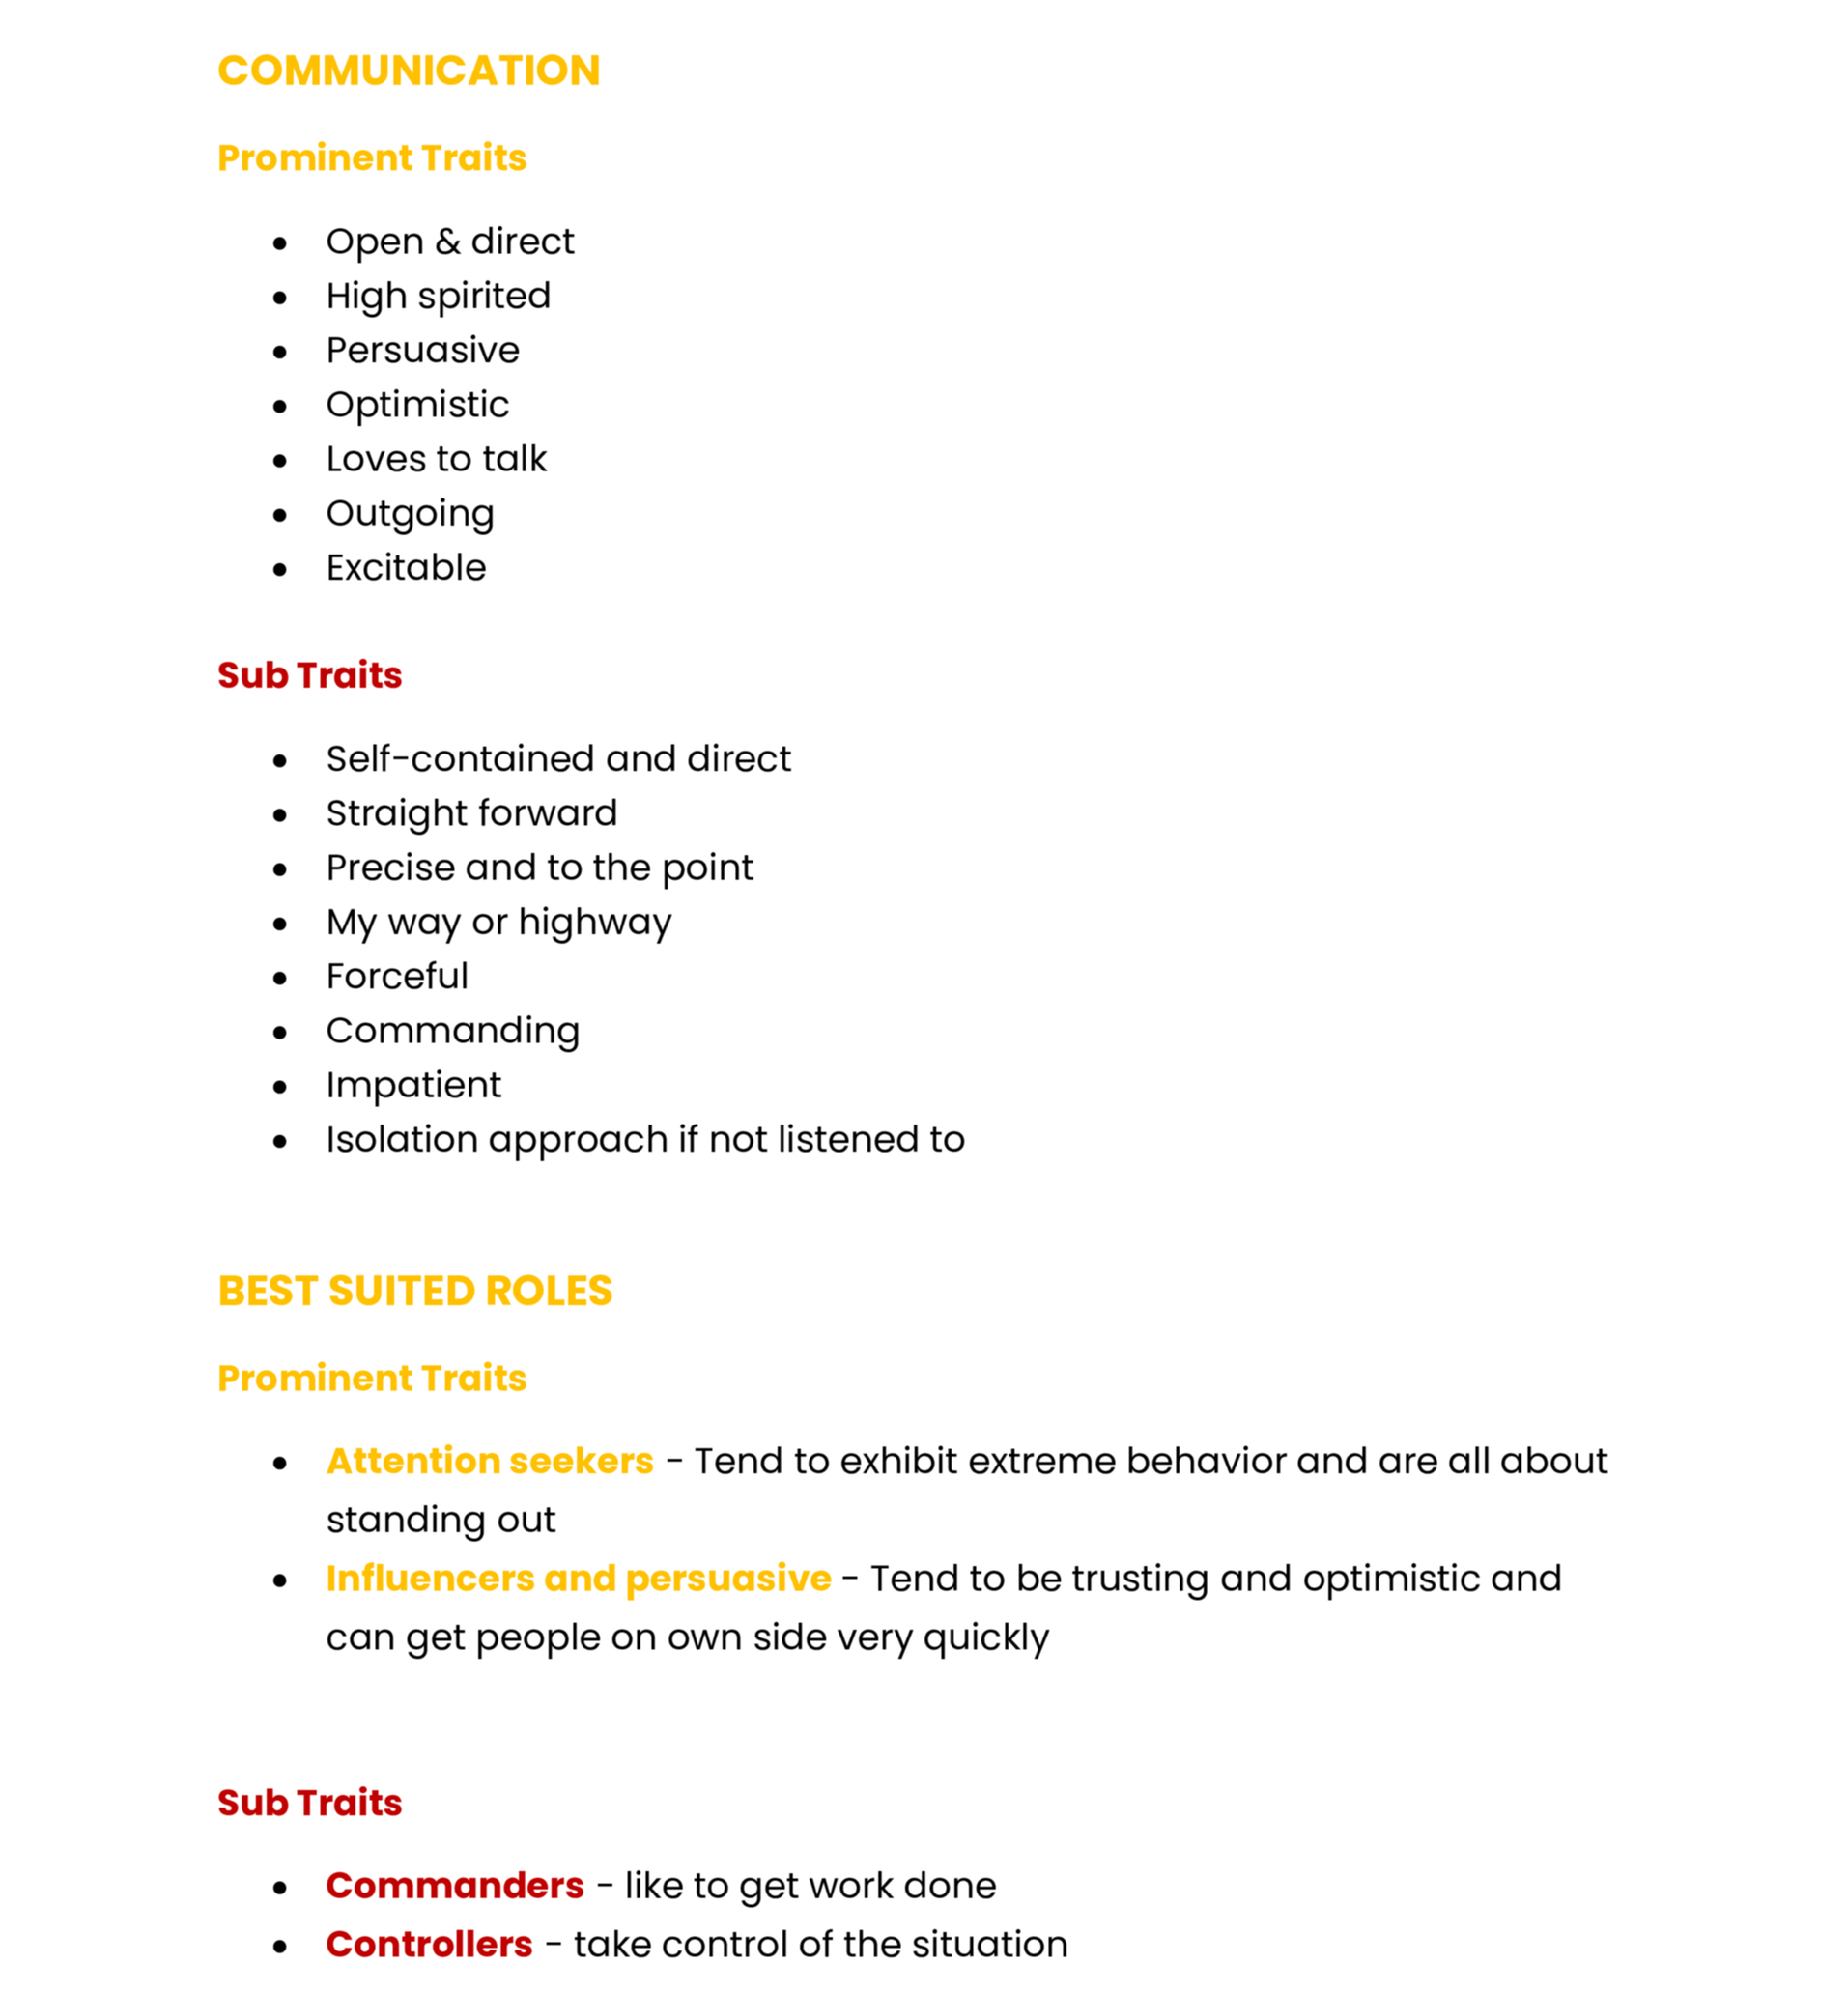 COMMUNICATION
Prominent Traits
● Open & direct
● High spirited
● Persuasive
● Optimistic
● Loves to talk
● Outgoing
● Excitable
Sub Traits
● Self-contained and direct
● Straight forward
● Precise and to the point
● My way or highway
● Forceful
● Commanding
● Impatient
● Isolation approach if not listened to
BEST SUITED ROLES
Prominent Traits
● Attention seekers - Tend to exhibit extreme behavior and are all about
standing out
● Influencers and persuasive - Tend to be trusting and optimistic and
can get people on own side very quickly
Sub Traits
● Commanders - like to get work done
● Controllers - take control of the situation